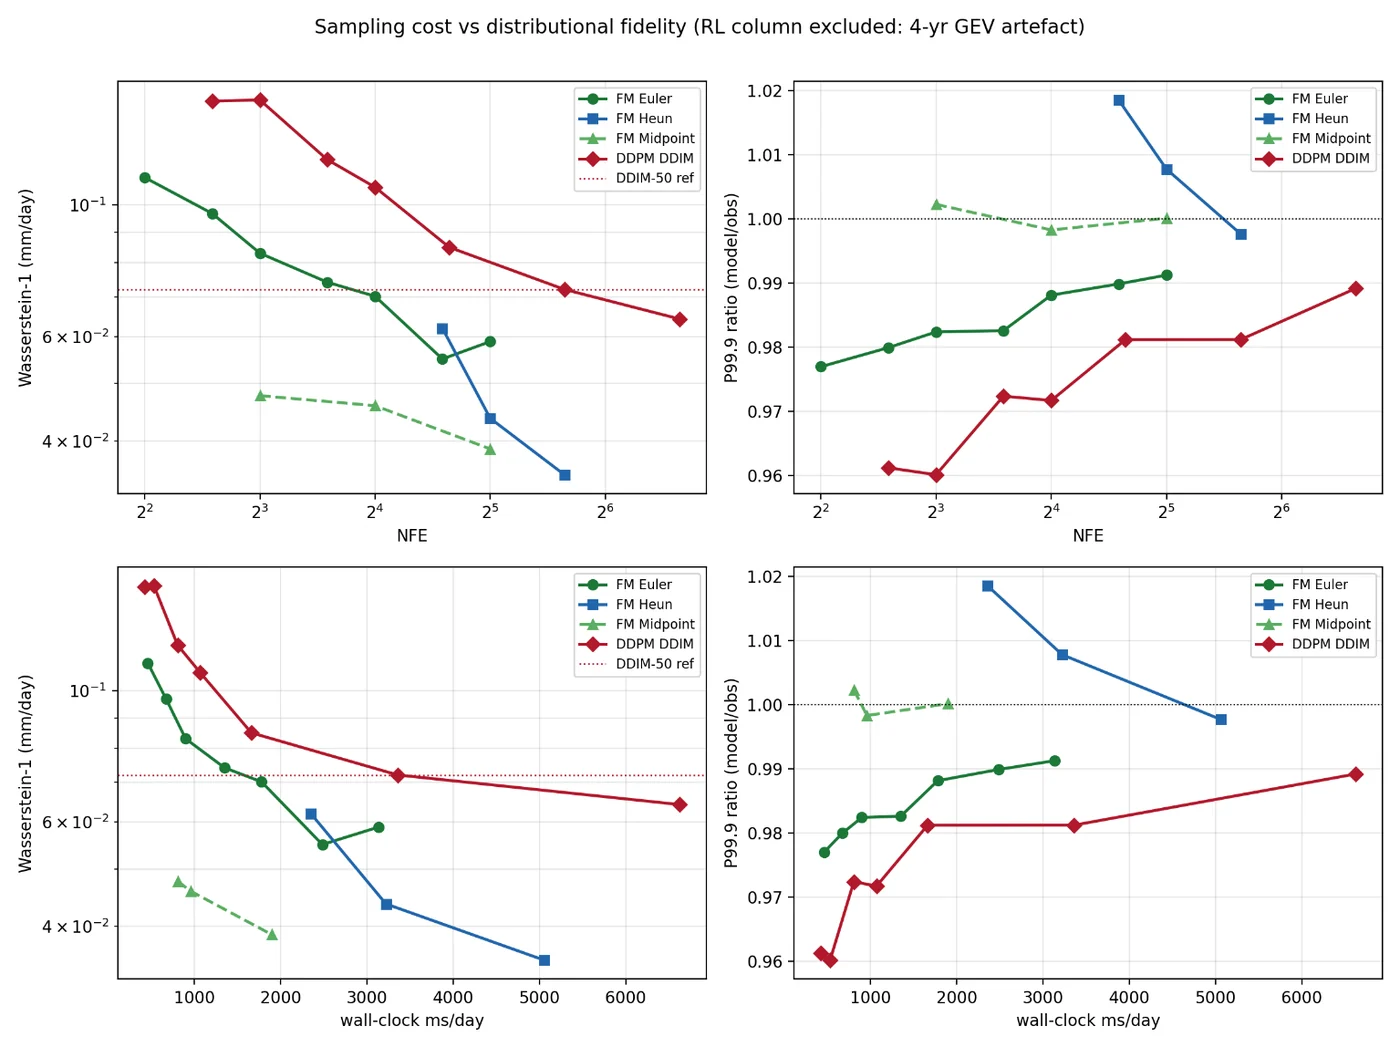 Sampling cost vs distributional fidelity (RL column excluded: 4-yr GEV artefact)
Wasserstein-1 (mm/day)
10⁻¹
6 × 10⁻²
4 × 10⁻²
2² 2³ 2⁴ 2⁵ 2⁶
NFE
FM Euler
FM Heun
FM Midpoint
DDPM DDIM
DDIM-50 ref
P99.9 ratio (model/obs)
1.02
1.01
1.00
0.99
0.98
0.97
0.96
2² 2³ 2⁴ 2⁵ 2⁶
NFE
FM Euler
FM Heun
FM Midpoint
DDPM DDIM
Wasserstein-1 (mm/day)
10⁻¹
6 × 10⁻²
4 × 10⁻²
1000 2000 3000 4000 5000 6000
wall-clock ms/day
FM Euler
FM Heun
FM Midpoint
DDPM DDIM
DDIM-50 ref
P99.9 ratio (model/obs)
1.02
1.01
1.00
0.99
0.98
0.97
0.96
1000 2000 3000 4000 5000 6000
wall-clock ms/day
FM Euler
FM Heun
FM Midpoint
DDPM DDIM